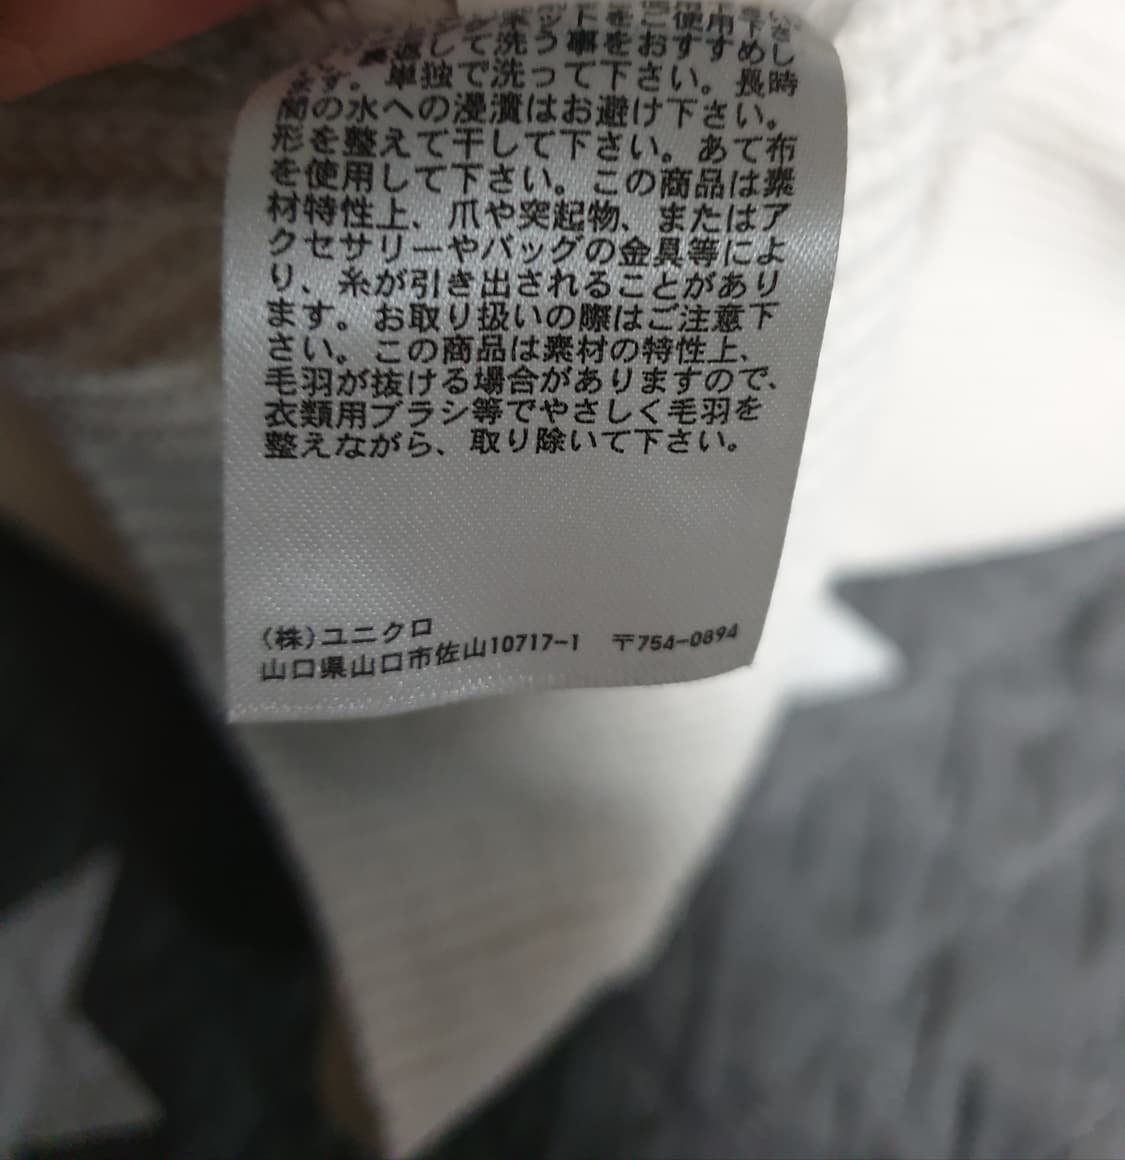 ットをご使用下さ
裏返して洗う事をおすすめし
ます。単独で洗って下さい。長時
間の水への浸漬はお避け下さい。
形を整えて干して下さい。あて布
を使用して下さい。この商品は素
材特性上、爪や突起物、またはア
クセサリーやバッグの金具等によ
り、糸が引き出されることがあり
ます。お取り扱いの際はご注意下
さい。この商品は素材の特性上、
毛羽が抜ける場合がありますので、
衣類用ブラシ等でやさしく毛羽を
整えながら、取り除いて下さい。
(株)ユニクロ
山口県山口市佐山10717-1 〒754-0894